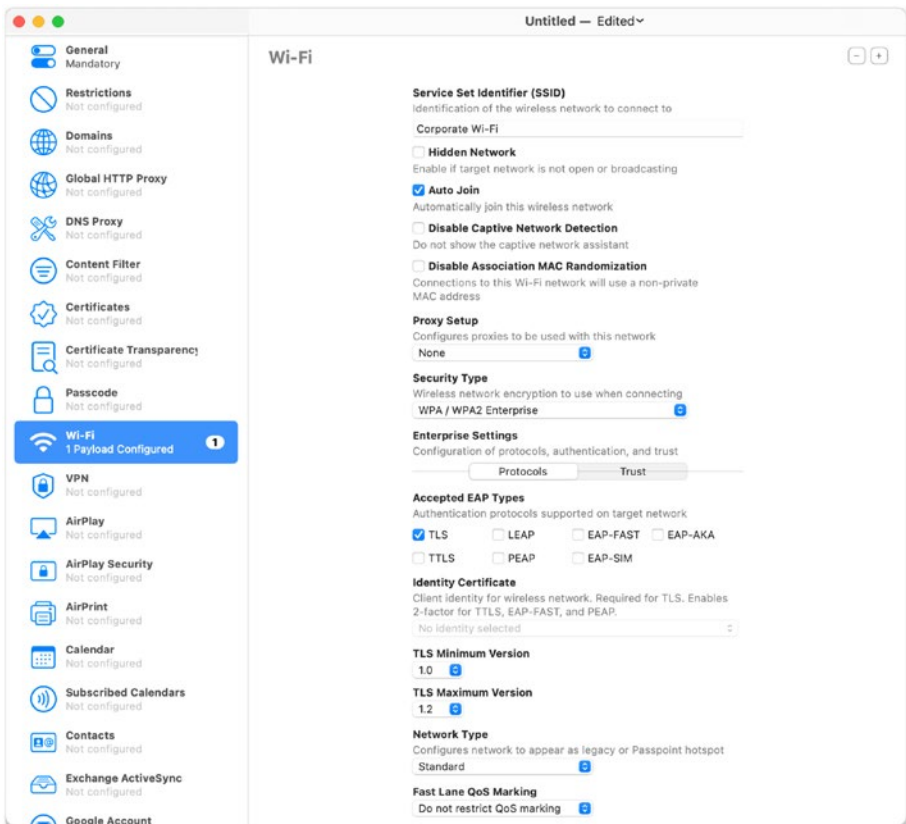 Untitled — Edited
General
Mandatory
Restrictions
Not configured
Domains
Not configured
Global HTTP Proxy
Not configured
DNS Proxy
Not configured
Content Filter
Not configured
Certificates
Not configured
Certificate Transparency
Not configured
Passcode
Not configured
Wi-Fi
1 Payload Configured
1
VPN
Not configured
AirPlay
Not configured
AirPlay Security
Not configured
AirPrint
Not configured
Calendar
Not configured
Subscribed Calendars
Not configured
Contacts
Not configured
Exchange ActiveSync
Not configured
Google Account
Wi-Fi
Service Set Identifier (SSID)
Identification of the wireless network to connect to
Corporate Wi-Fi
Hidden Network
Enable if target network is not open or broadcasting
Auto Join
Automatically join this wireless network
Disable Captive Network Detection
Do not show the captive network assistant
Disable Association MAC Randomization
Connections to this Wi-Fi network will use a non-private
MAC address
Proxy Setup
Configures proxies to be used with this network
None
Security Type
Wireless network encryption to use when connecting
WPA / WPA2 Enterprise
Enterprise Settings
Configuration of protocols, authentication, and trust
Protocols Trust
Accepted EAP Types
Authentication protocols supported on target network
TLS LEAP EAP-FAST EAP-AKA
TTLS PEAP EAP-SIM
Identity Certificate
Client identity for wireless network. Required for TLS. Enables
2-factor for TTLS, EAP-FAST, and PEAP.
No identity selected
TLS Minimum Version
1.0
TLS Maximum Version
1.2
Network Type
Configures network to appear as legacy or Passpoint hotspot
Standard
Fast Lane QoS Marking
Do not restrict QoS marking